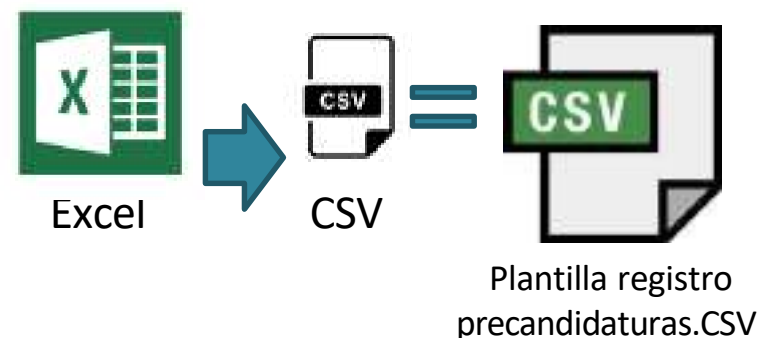 X
CSV
CSV
Excel
CSV
Plantilla registro
precandidaturas.CSV